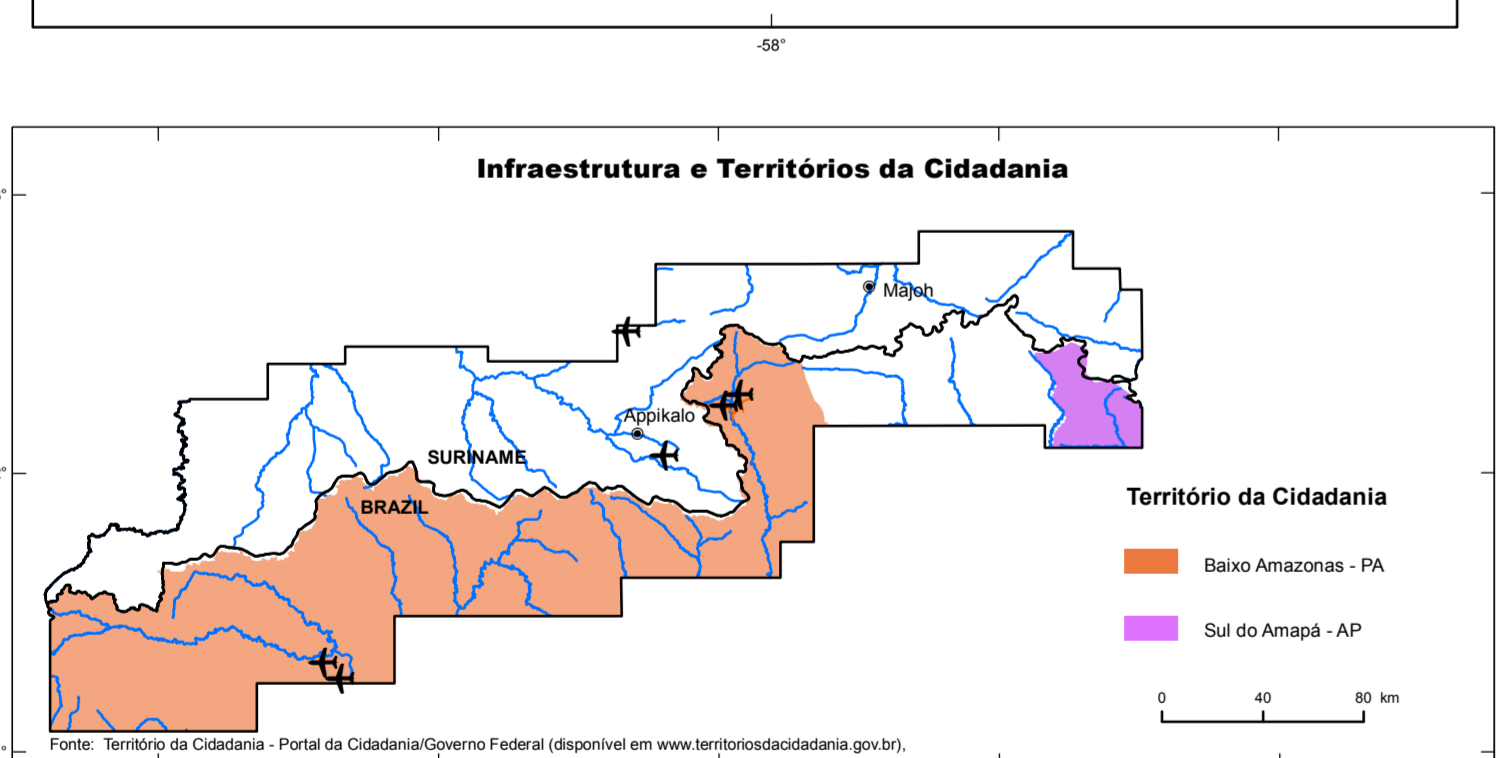 -58°
Infraestrutura e Territórios da Cidadania
Majoh
Appikalo
SURINAME
BRAZIL
Território da Cidadania
Baixo Amazonas - PA
Sul do Amapá - AP
0 40 80 km
Fonte: Território da Cidadania - Portal da Cidadania/Governo Federal (disponível em www.territoriosdacidadania.gov.br),